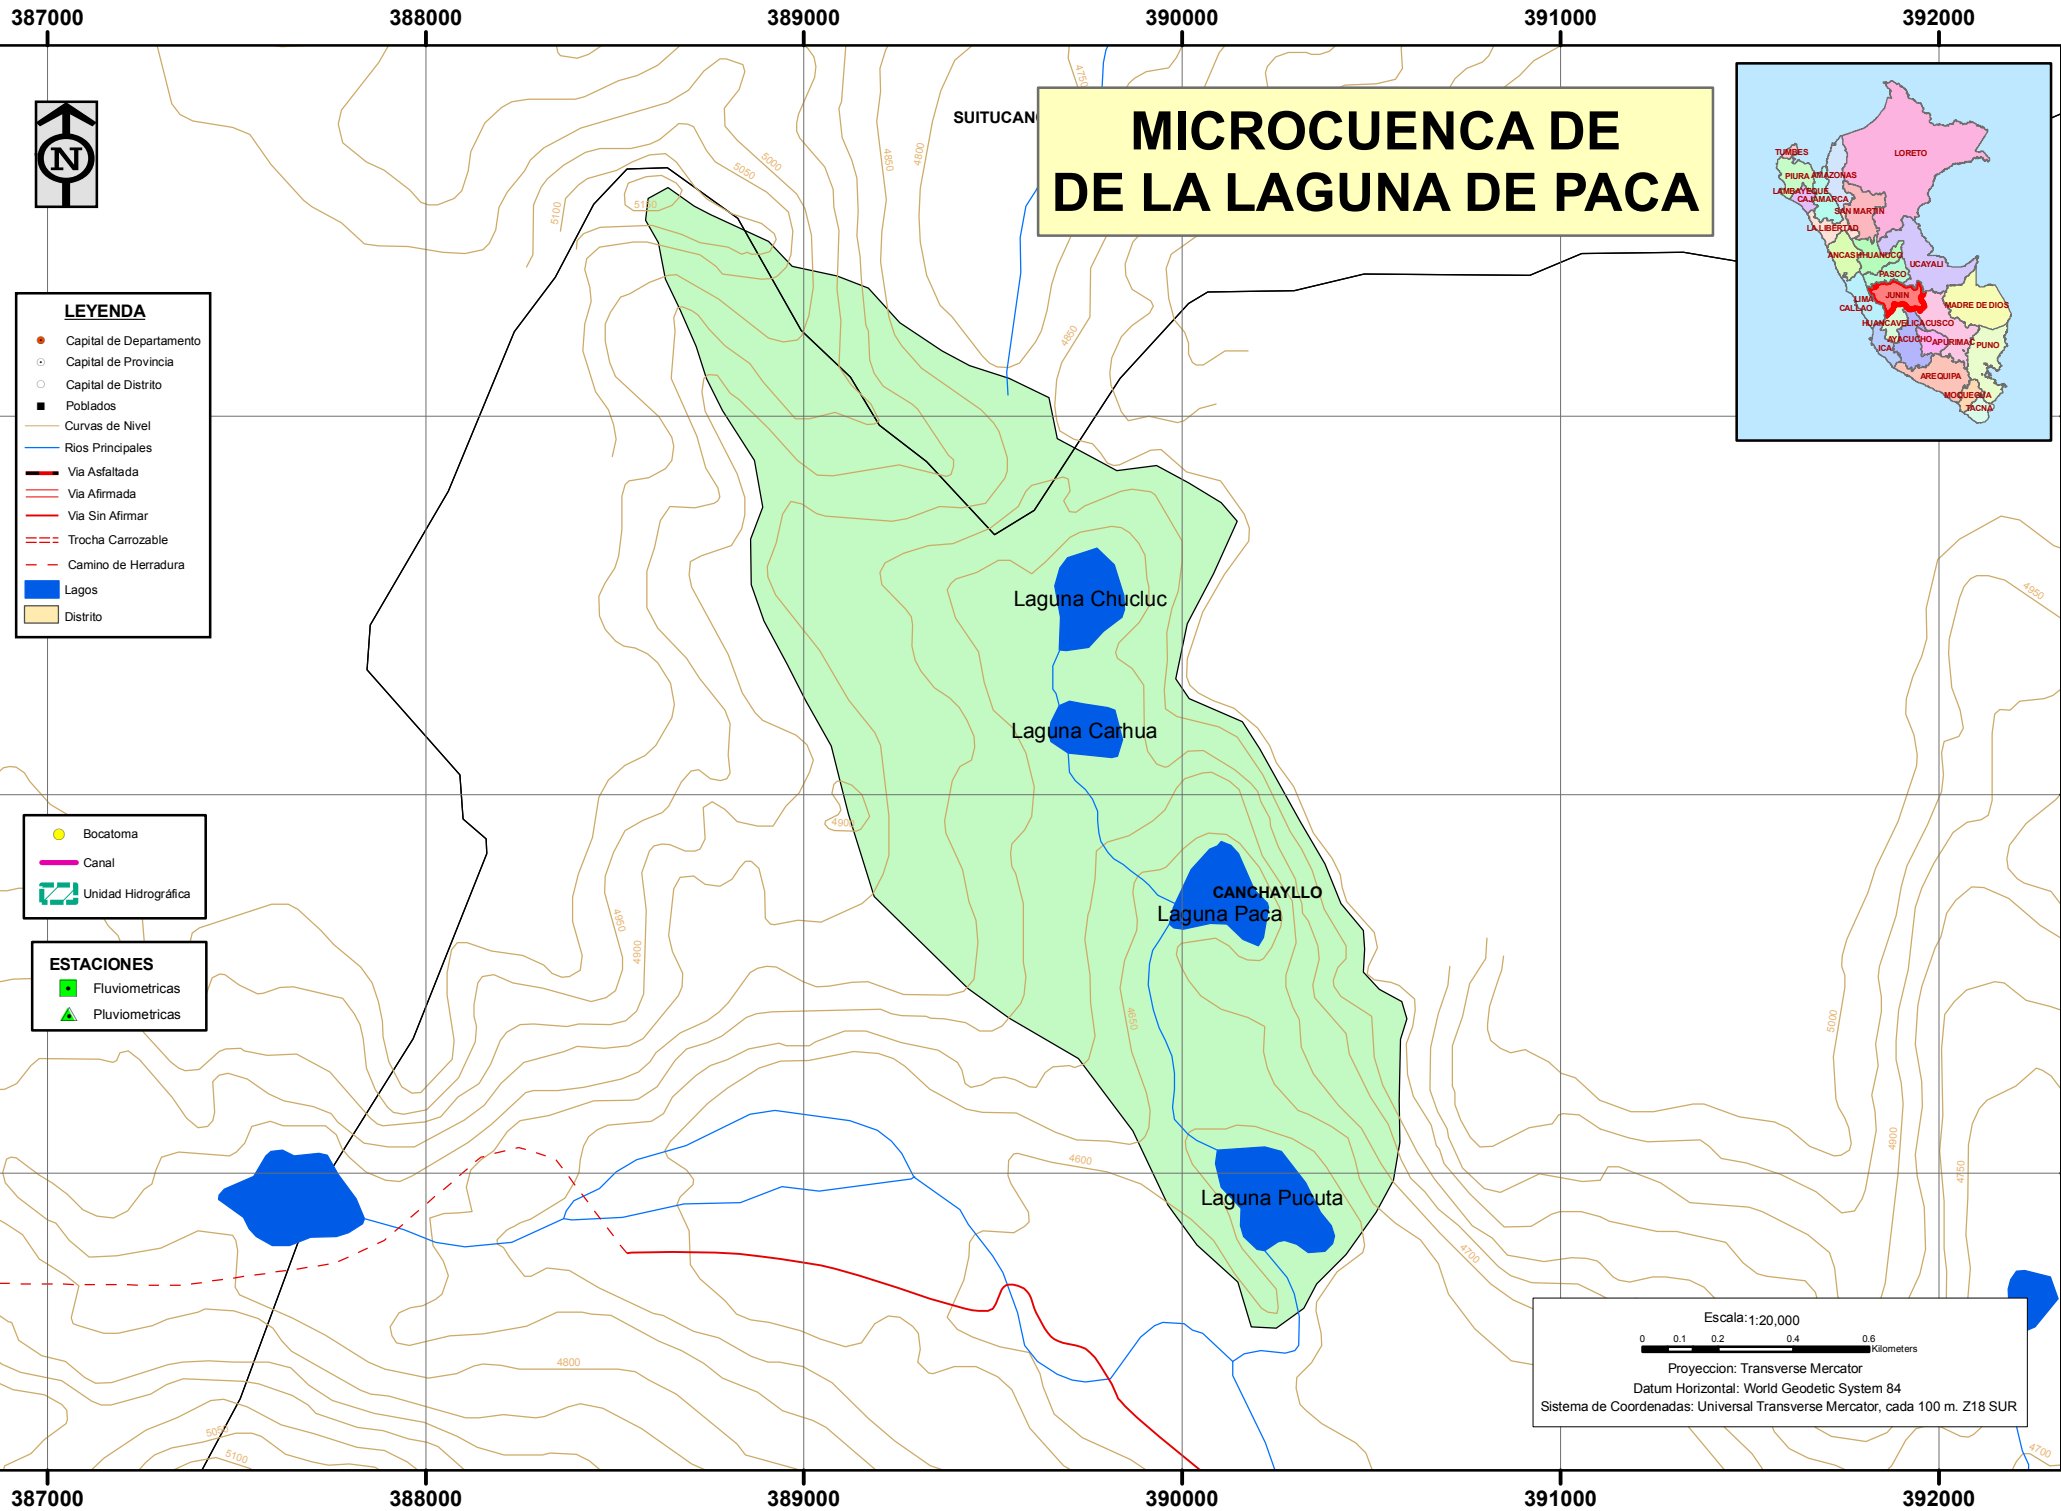 387000
388000
389000
390000
391000
392000
MICROCUENCA DE
DE LA LAGUNA DE PACA
SUITUCAN
N
LEYENDA
Capital de Departamento
Capital de Provincia
Capital de Distrito
Poblados
Curvas de Nivel
Rios Principales
Via Asfaltada
Via Afirmada
Via Sin Afirmar
Trocha Carrozable
Camino de Herradura
Lagos
Distrito
Bocatoma
Canal
Unidad Hidrográfica
ESTACIONES
Fluviometricas
Pluviometricas
TUMBES
LORETO
PIURA
AMAZONAS
LAMBAYEQUE
CAJAMARCA
SAN MARTIN
LA LIBERTAD
ANCASH
HUANUCO
UCAYALI
PASCO
LIMA
JUNIN
CALLAO
MADRE DE DIOS
HUANCAVELICA
CUSCO
AYACUCHO
APURIMAC
PUNO
ICA
AREQUIPA
MOQUEGUA
TACNA
4750
5000
5050
4850
4800
5100
5150
4850
4950
Laguna Chucluc
Laguna Carhua
4900
CANCHAYLLO
Laguna Paca
4950
4900
4650
5000
4900
4750
4600
Laguna Pucuta
4700
4800
5050
5100
4700
Escala: 1:20,000
0 0.1 0.2 0.4 0.6
Kilometers
Proyeccion: Transverse Mercator
Datum Horizontal: World Geodetic System 84
Sistema de Coordenadas: Universal Transverse Mercator, cada 100 m. Z18 SUR
387000
388000
389000
390000
391000
392000